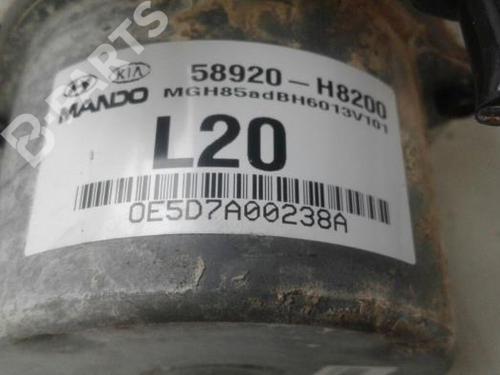 B-PARTS
KIA
58920-H8200
MANDO
MGH85adBH6013V101
L20
0E5D7A00238A